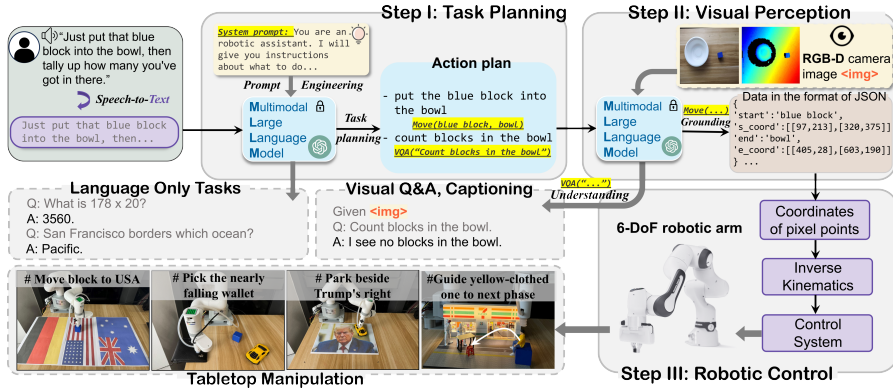 Step I: Task Planning
Step II: Visual Perception
"Just put that blue
block into the bowl, then
tally up how many you've
got in there."
Speech-to-Text
Just put that blue block
into the bowl, then...
System prompt: You are an
robotic assistant. I will
give you instructions
about what to do...
Prompt Engineering
Multimodal
Large
Language
Model
Task
planning
Action plan
- put the blue block into
the bowl
Move(blue block, bowl)
- count blocks in the bowl
VQA("Count blocks in the bowl")
RGB-D camera
image <img>
Multimodal
Large
Language
Model
Move(...)
Grounding
Data in the format of JSON
{
'start':'blue block',
's_coord':[[97,213],[320,375]]
'end':'bowl',
'e_coord':[[405,28],[603,190]]
} ...
VQA("...")
Understanding
Language Only Tasks
Q: What is 178 x 20?
A: 3560.
Q: San Francisco borders which ocean?
A: Pacific.
Visual Q&A, Captioning
Given <img>
Q: Count blocks in the bowl.
A: I see no blocks in the bowl.
6-DoF robotic arm
Coordinates
of pixel points
Inverse
Kinematics
Control
System
Step III: Robotic Control
# Move block to USA
# Pick the nearly
falling wallet
# Park beside
Trump's right
#Guide yellow-clothed
one to next phase
Tabletop Manipulation